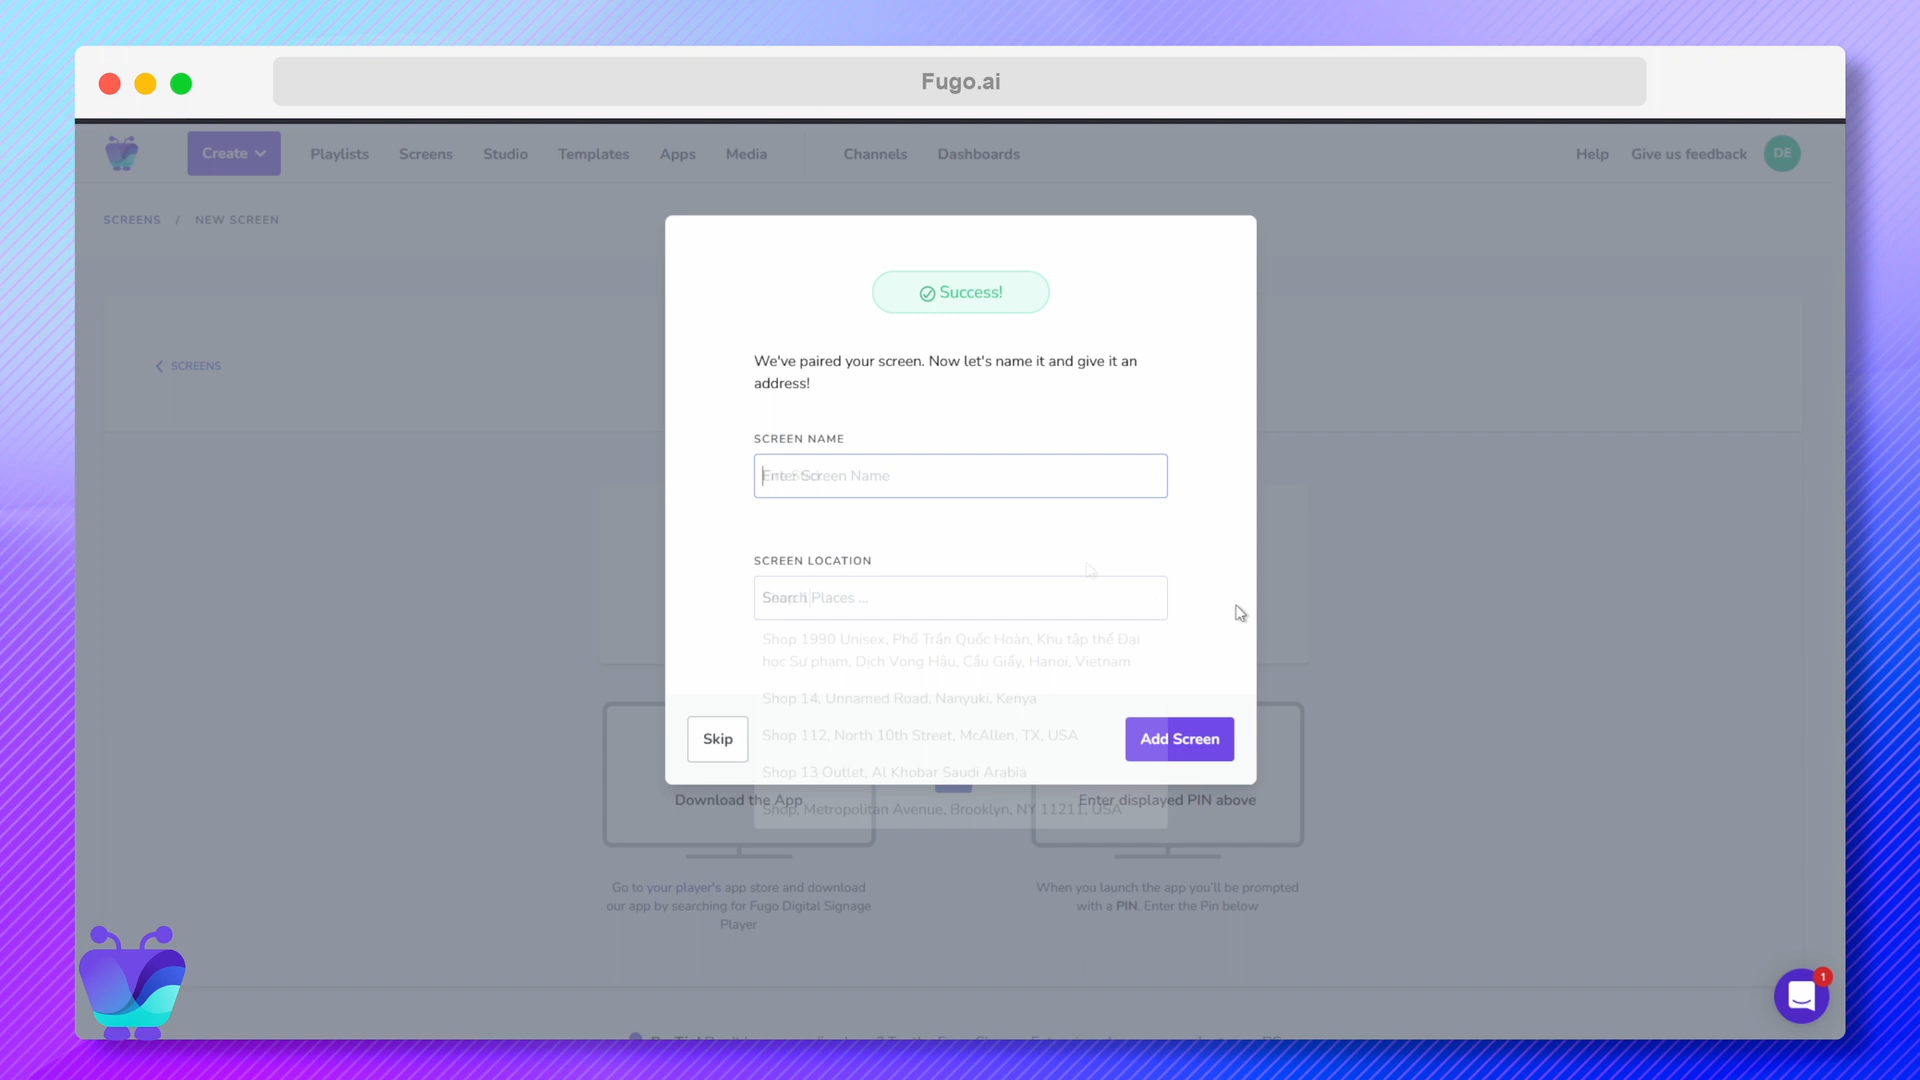 Fugo.ai
Create Playlists Screens Studio Templates Apps Media Channels Dashboards Help Give us feedback DE
SCREENS / NEW SCREEN
SCREENS
Success!
We've paired your screen. Now let's name it and give it an
address!
SCREEN NAME
Enter Screen Name
SCREEN LOCATION
Search Places ...
Shop 1990 Unisex, Phố Trần Quốc Hoàn, Khu tập thể Đại
học Sư phạm, Dịch Vọng Hậu, Cầu Giấy, Hanoi, Vietnam
Shop 14, Unnamed Road, Nanyuki, Kenya
Shop 112, North 10th Street, McAllen, TX, USA
Shop 13 Outlet, Al Khobar Saudi Arabia
Shop, Metropolitan Avenue, Brooklyn, NY 11211, USA
Skip
Add Screen
Download the App
Enter displayed PIN above
Go to your player's app store and download
our app by searching for Fugo Digital Signage
Player
When you launch the app you'll be prompted
with a PIN. Enter the Pin below
1